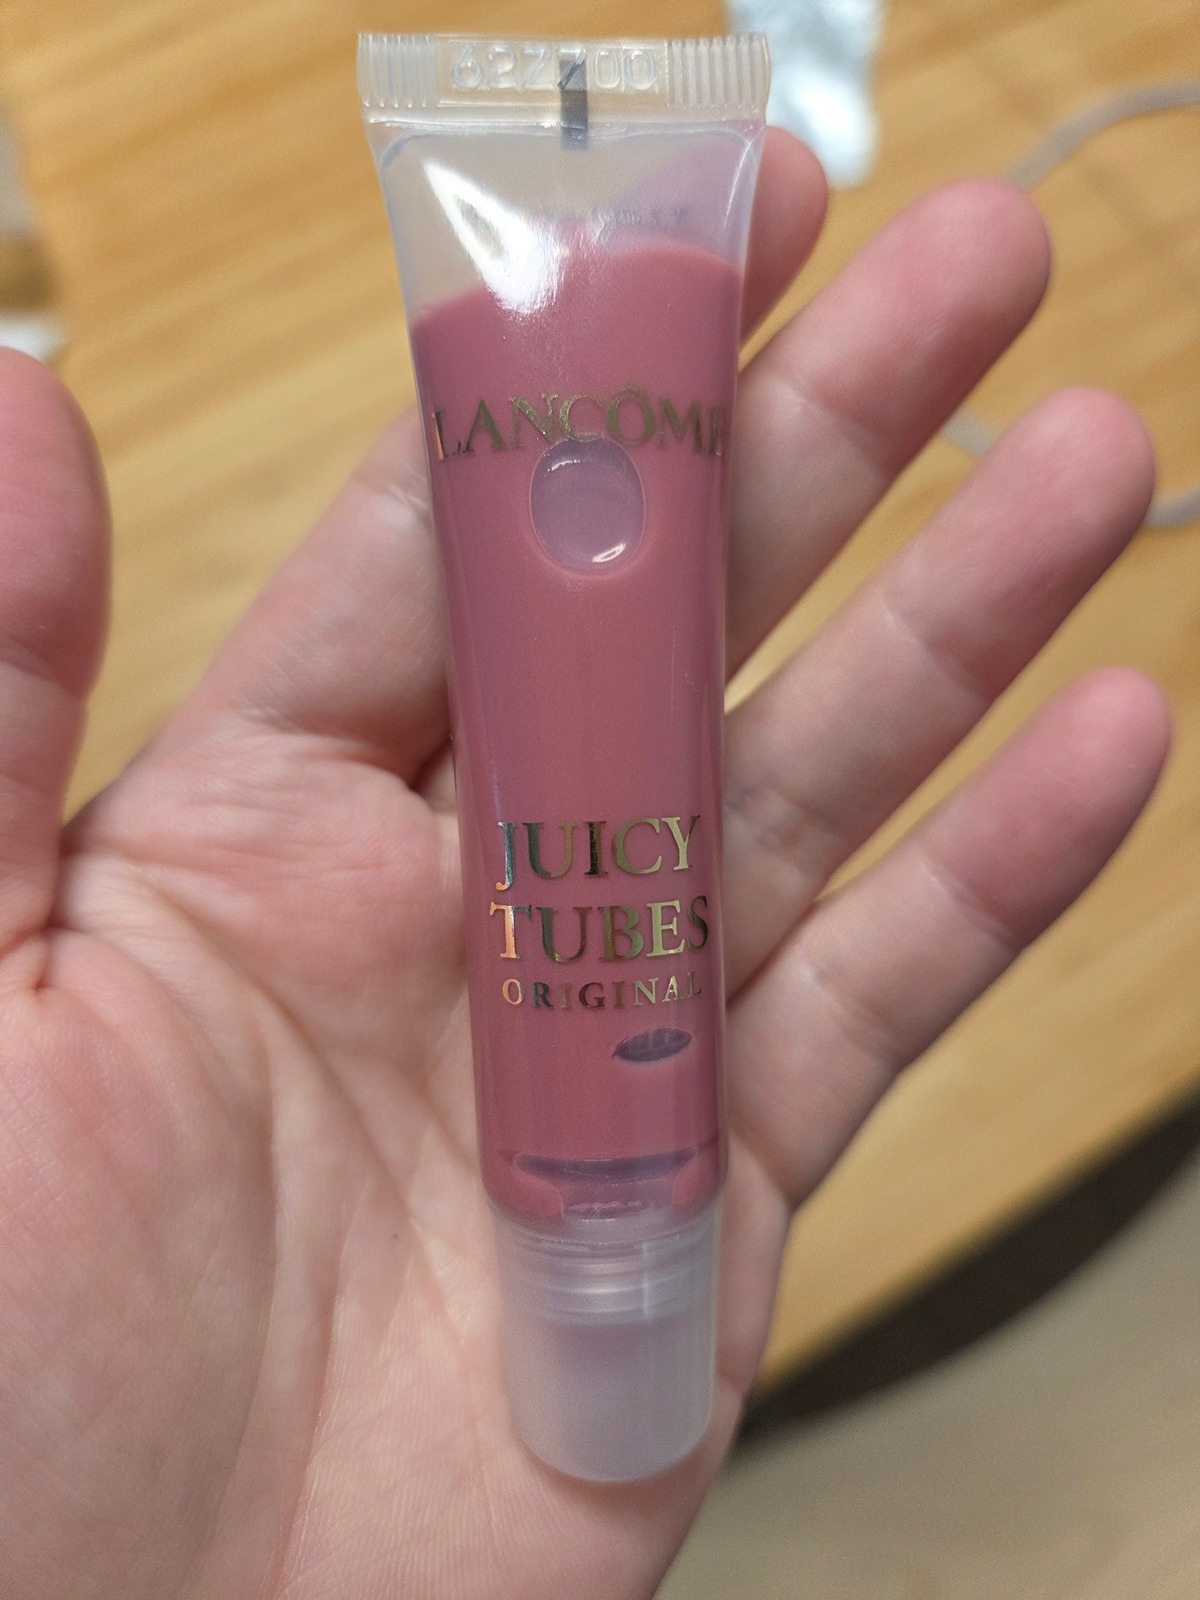 627700
LANCÔME
JUICY
TUBES
ORIGINAL